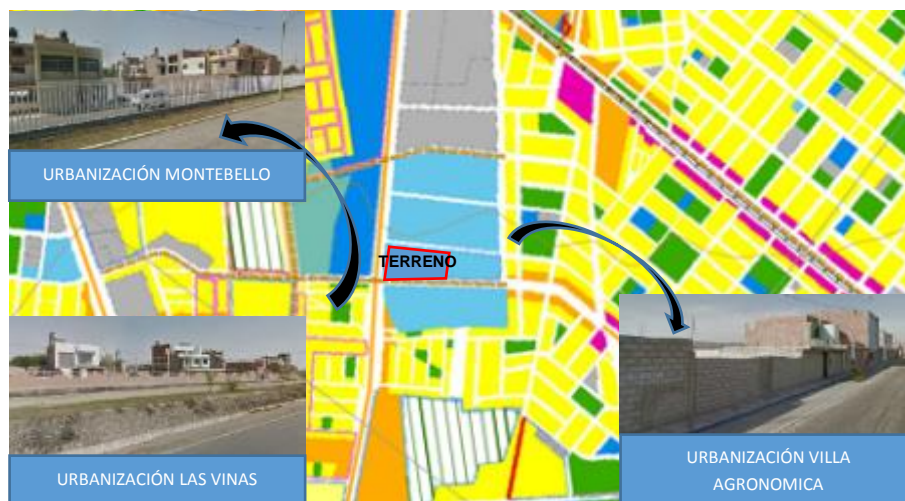 URBANIZACIÓN MONTEBELLO
TERRENO
URBANIZACIÓN LAS VINAS
URBANIZACIÓN VILLA
AGRONOMICA